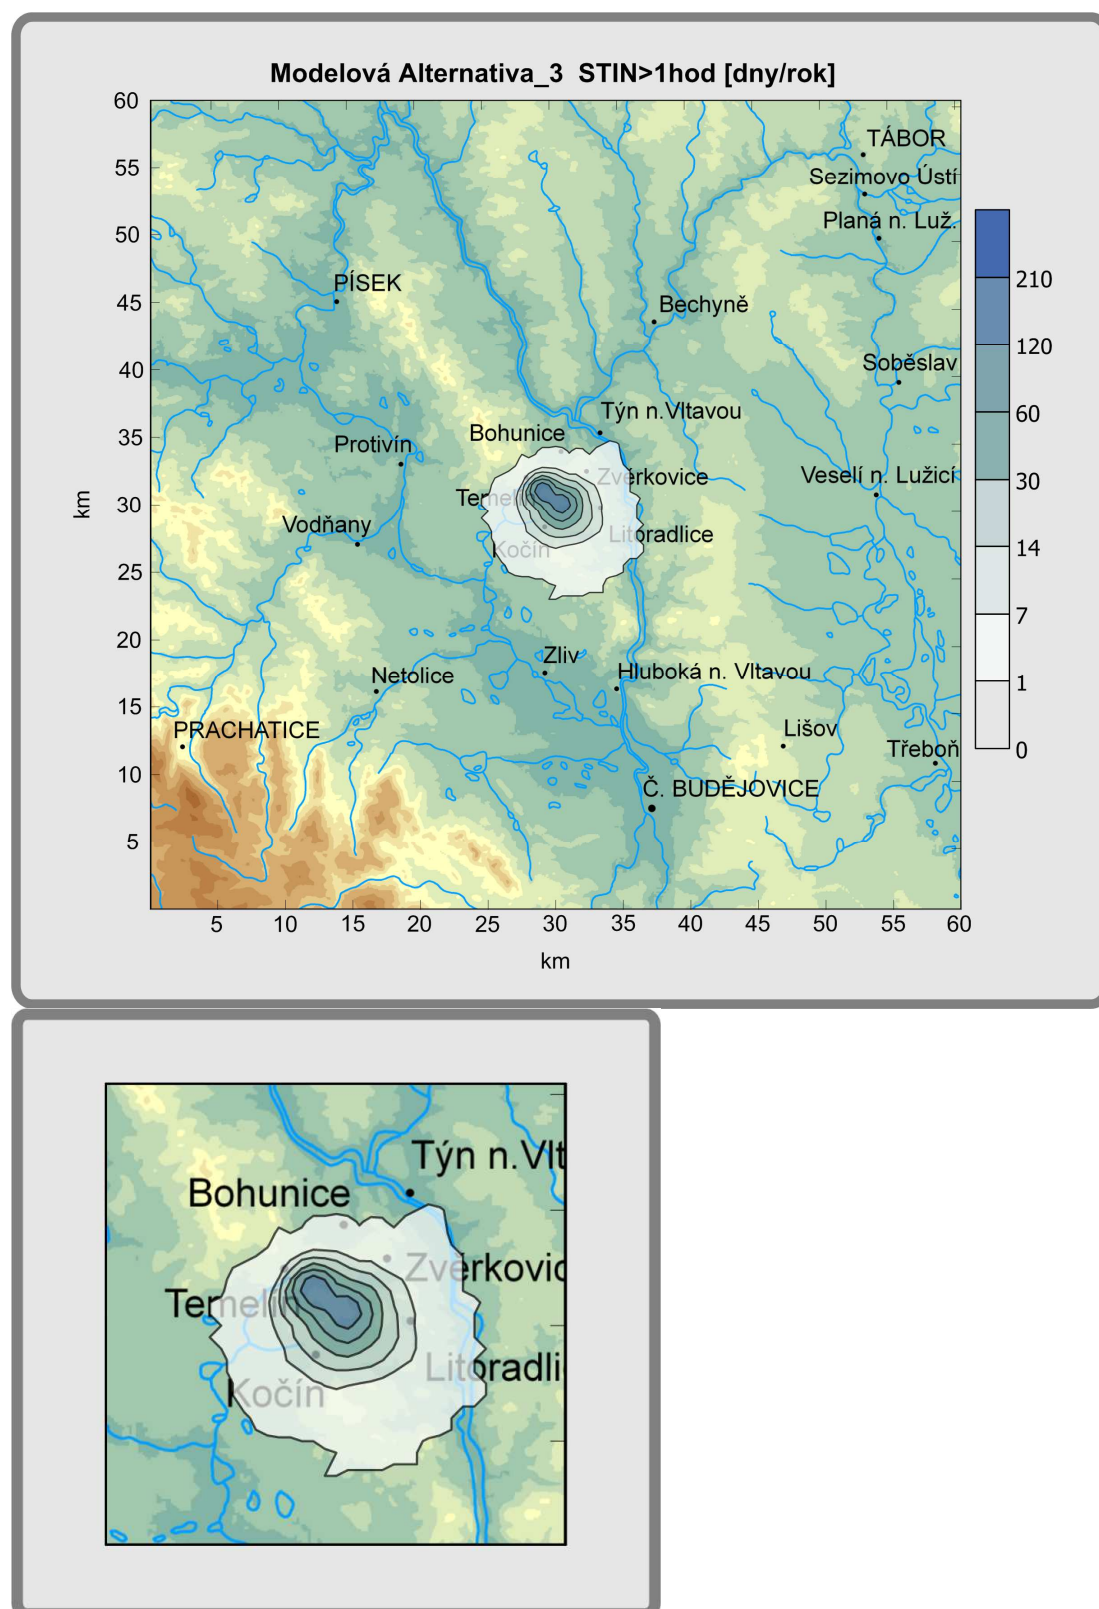 Modelová Alternativa_3 STIN>1hod [dny/rok]
60
55
50
45
40
35
30
25
20
15
10
5
km
5
10
15
20
25
30
35
40
45
50
55
60
km
TÁBOR
Sezimovo Ústí
Planá n. Luž.
PÍSEK
Bechyně
Soběslav
Týn n.Vltavou
Bohunice
Protivín
Zvěrkovice
Veselí n. Lužicí
Temelín
Vodňany
Litoradlice
Kočín
Zliv
Netolice
Hluboká n. Vltavou
PRACHATICE
Lišov
Třeboň
Č. BUDĚJOVICE
210
120
60
30
14
7
1
0
Týn n.Vlt
Bohunice
Zvěrkovic
Temelín
Litoradli
Kočín